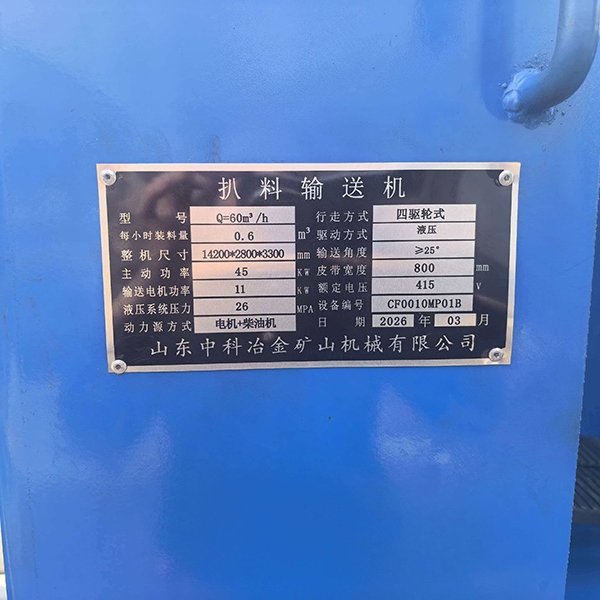 扒料输送机
型号 Q=60m³/h 行走方式 四驱轮式
每小时装料量 0.6 m³ 驱动方式 液压
整机尺寸 14200*2800*3300 mm 输送角度 ≥25°
主动功率 45 KW 皮带宽度 800 mm
输送电机功率 11 KW 额定电压 415 V
液压系统压力 26 MPA 设备编号 CF0010MP01B
动力源方式 电机+柴油机 日期 2026 年 03 月
山东中科冶金矿山机械有限公司